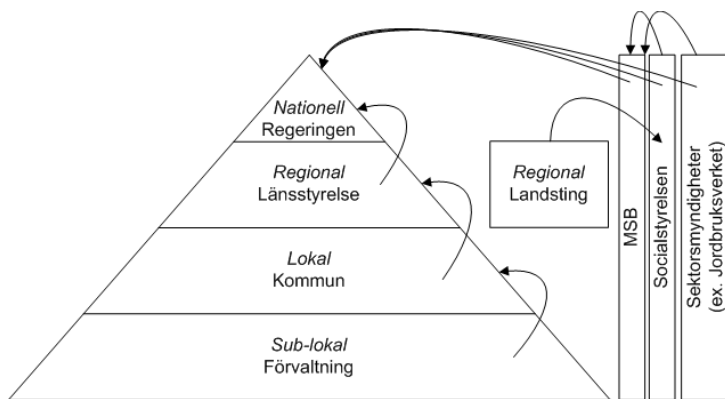 Nationell
Regeringen
Regional
Länsstyrelse
Lokal
Kommun
Sub-lokal
Förvaltning
Regional
Landsting
MSB
Socialstyrelsen
Sektorsmyndigheter
(ex. Jordbruksverket)